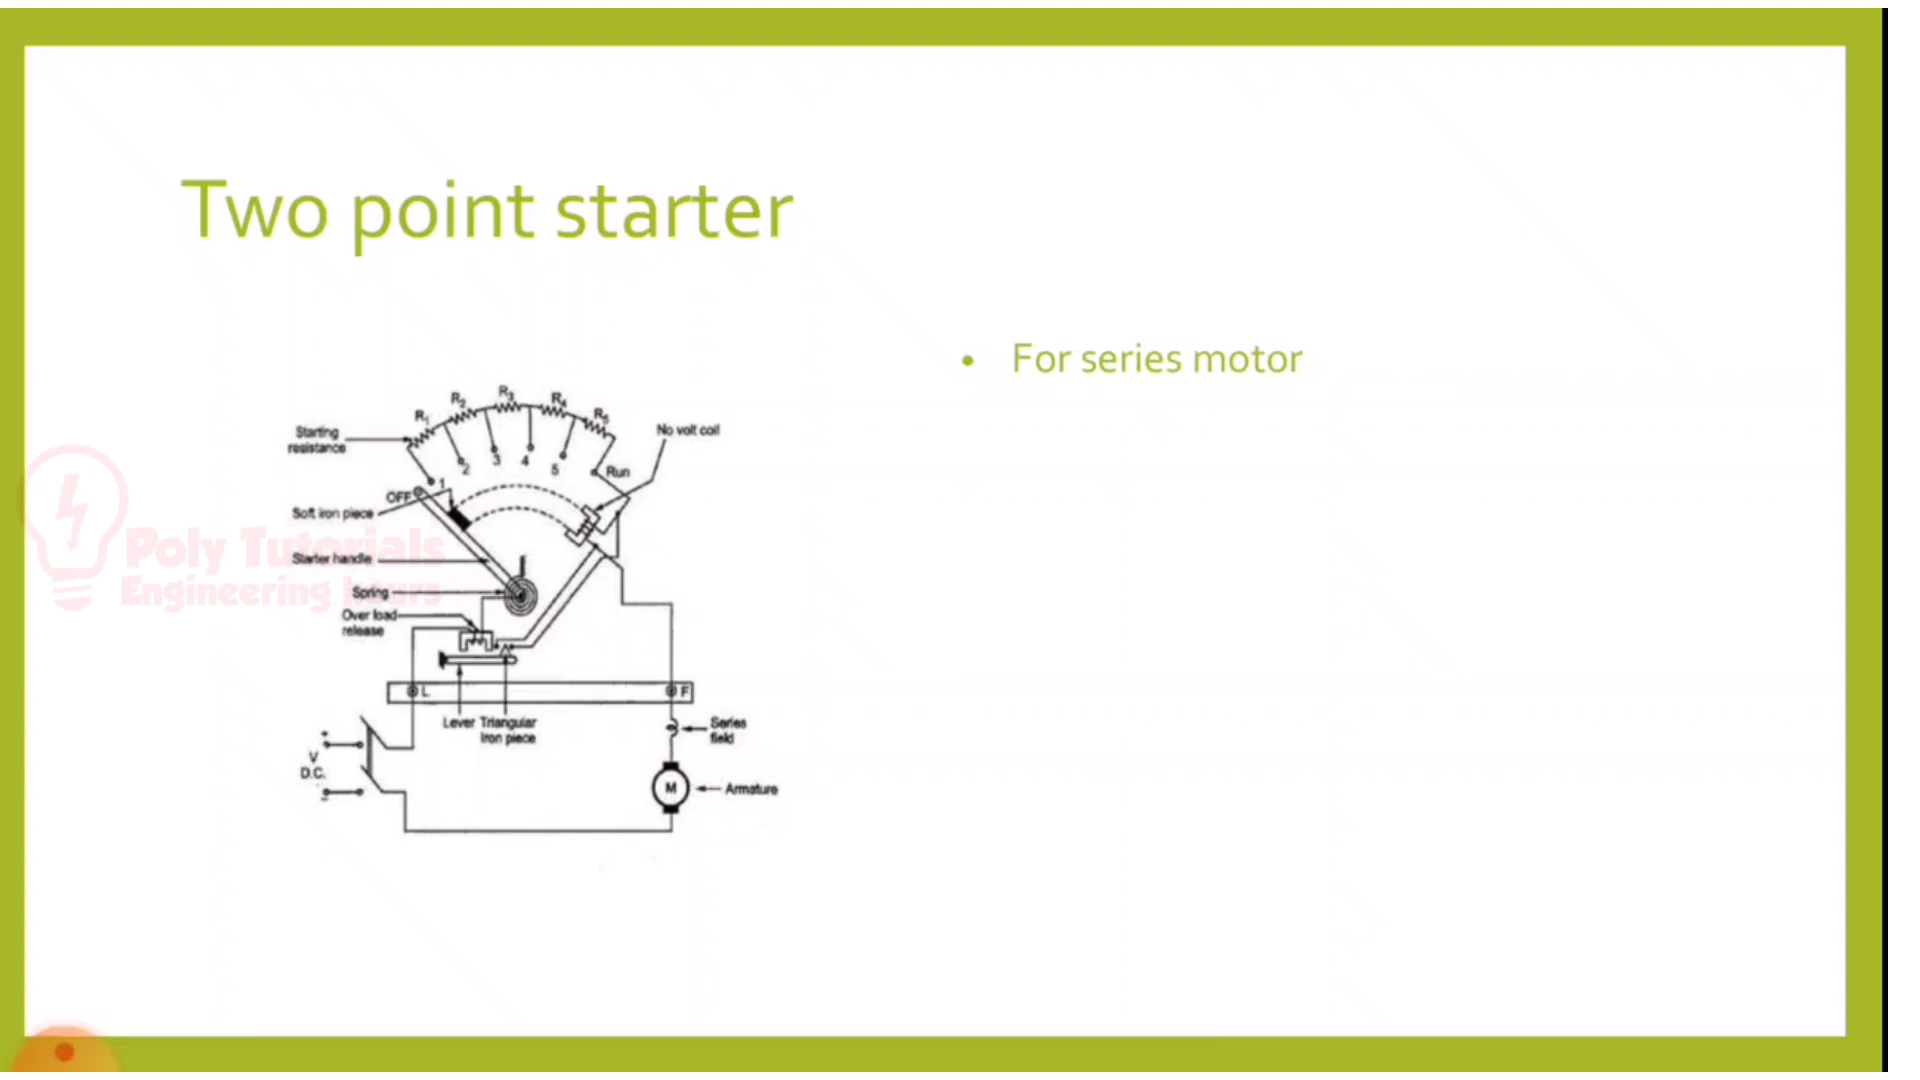 Two point starter
• For series motor
R1 R2 R3 R4 R5
Starting
resistance
No volt coil
1 2 3 4 5 Run
OFF
Soft iron piece
Starter handle
Spring
Over load
release
L
F
Lever
Triangular
Iron piece
Series
field
+
V
D.C.
−
M
Armature
Poly Tutorials
Engineering Hours